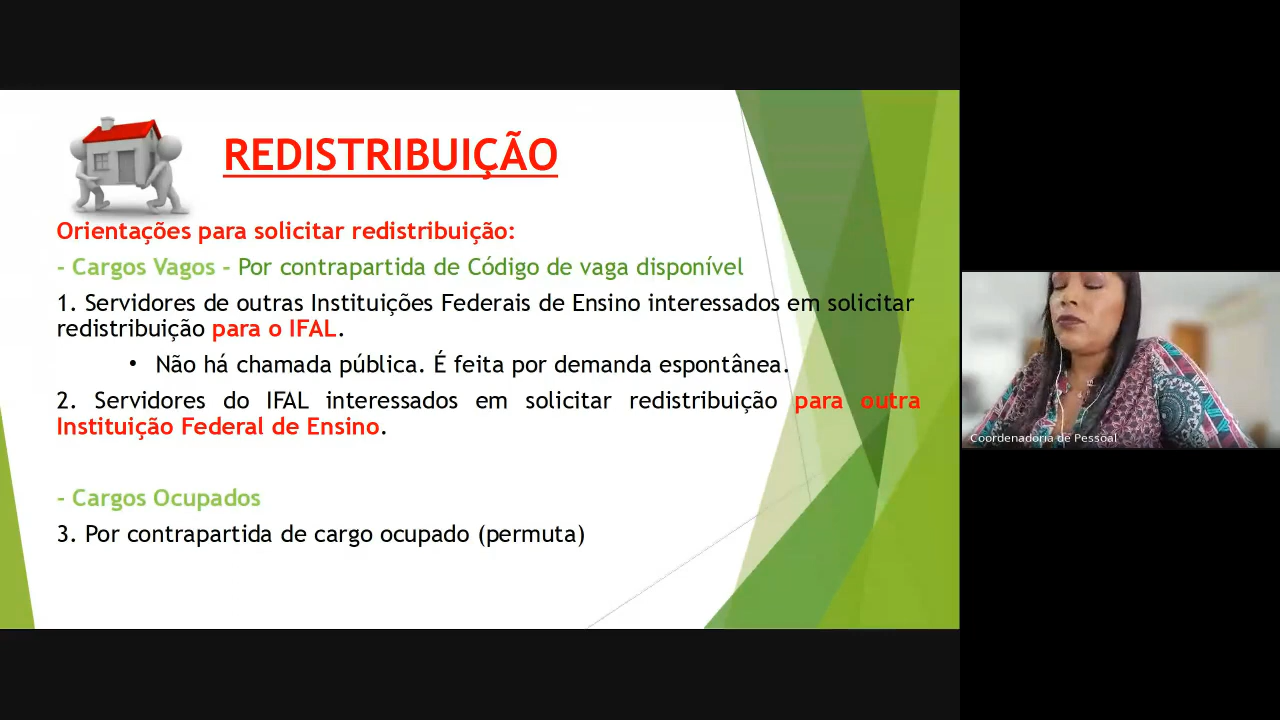 REDISTRIBUIÇÃO
Orientações para solicitar redistribuição:
- Cargos Vagos - Por contrapartida de Código de vaga disponível
1. Servidores de outras Instituições Federais de Ensino interessados em solicitar
redistribuição para o IFAL.
• Não há chamada pública. É feita por demanda espontânea.
2. Servidores do IFAL interessados em solicitar redistribuição para outra
Instituição Federal de Ensino.
- Cargos Ocupados
3. Por contrapartida de cargo ocupado (permuta)
Coordenadoria de Pessoal